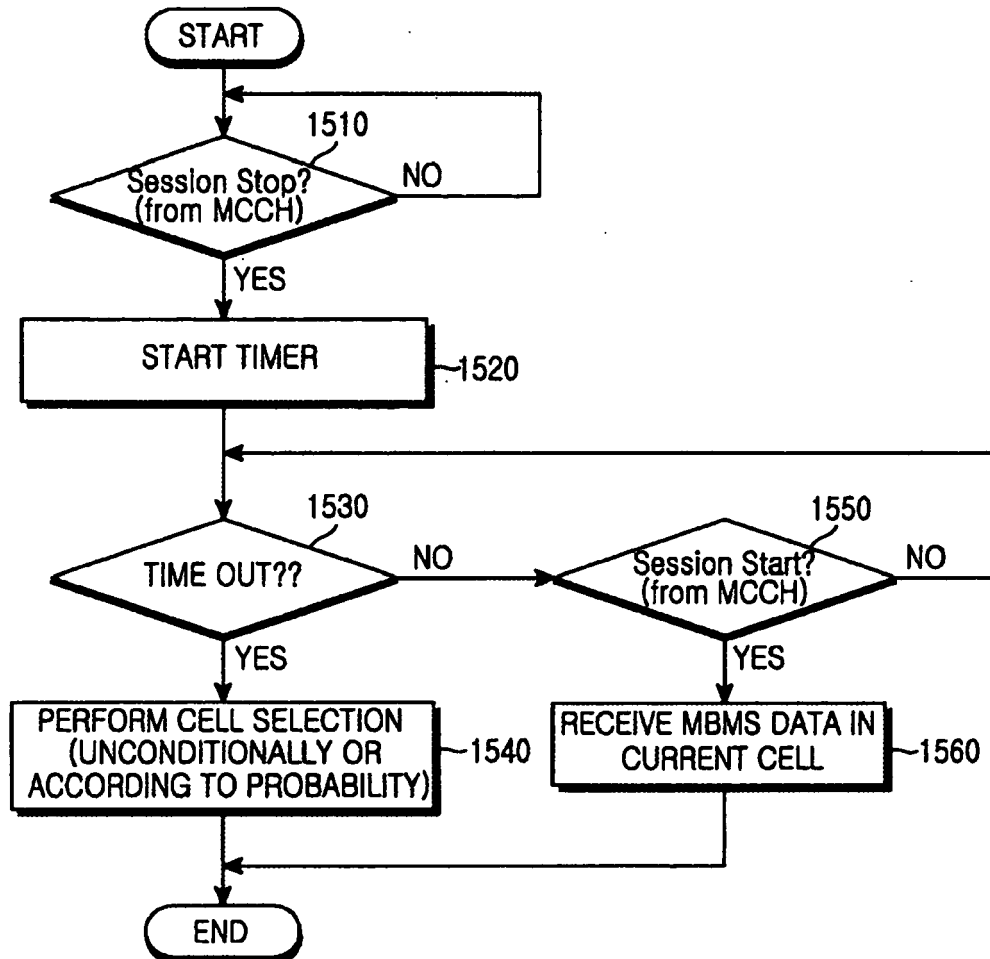 START
1510
Session Stop?
(from MCCH)
NO
YES
START TIMER
1520
1530
TIME OUT??
NO
1550
Session Start?
(from MCCH)
NO
YES
YES
PERFORM CELL SELECTION
(UNCONDITIONALLY OR
ACCORDING TO PROBABILITY)
1540
RECEIVE MBMS DATA IN
CURRENT CELL
1560
END